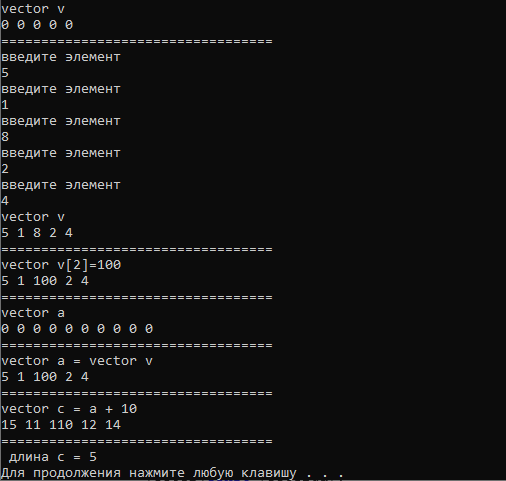 vector v
0 0 0 0 0
==================================
введите элемент
5
введите элемент
1
введите элемент
8
введите элемент
2
введите элемент
4
vector v
5 1 8 2 4
==================================
vector v[2]=100
5 1 100 2 4
==================================
vector a
0 0 0 0 0 0 0 0 0 0
==================================
vector a = vector v
5 1 100 2 4
==================================
vector c = a + 10
15 11 110 12 14
==================================
 длина c = 5
Для продолжения нажмите любую клавишу . . .